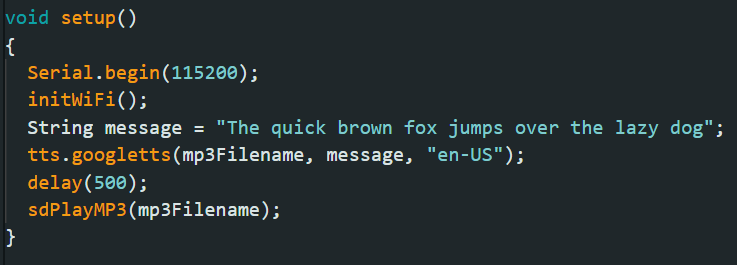 void setup()
{
  Serial.begin(115200);
  initWiFi();
  String message = "The quick brown fox jumps over the lazy dog";
  tts.googletts(mp3Filename, message, "en-US");
  delay(500);
  sdPlayMP3(mp3Filename);
}